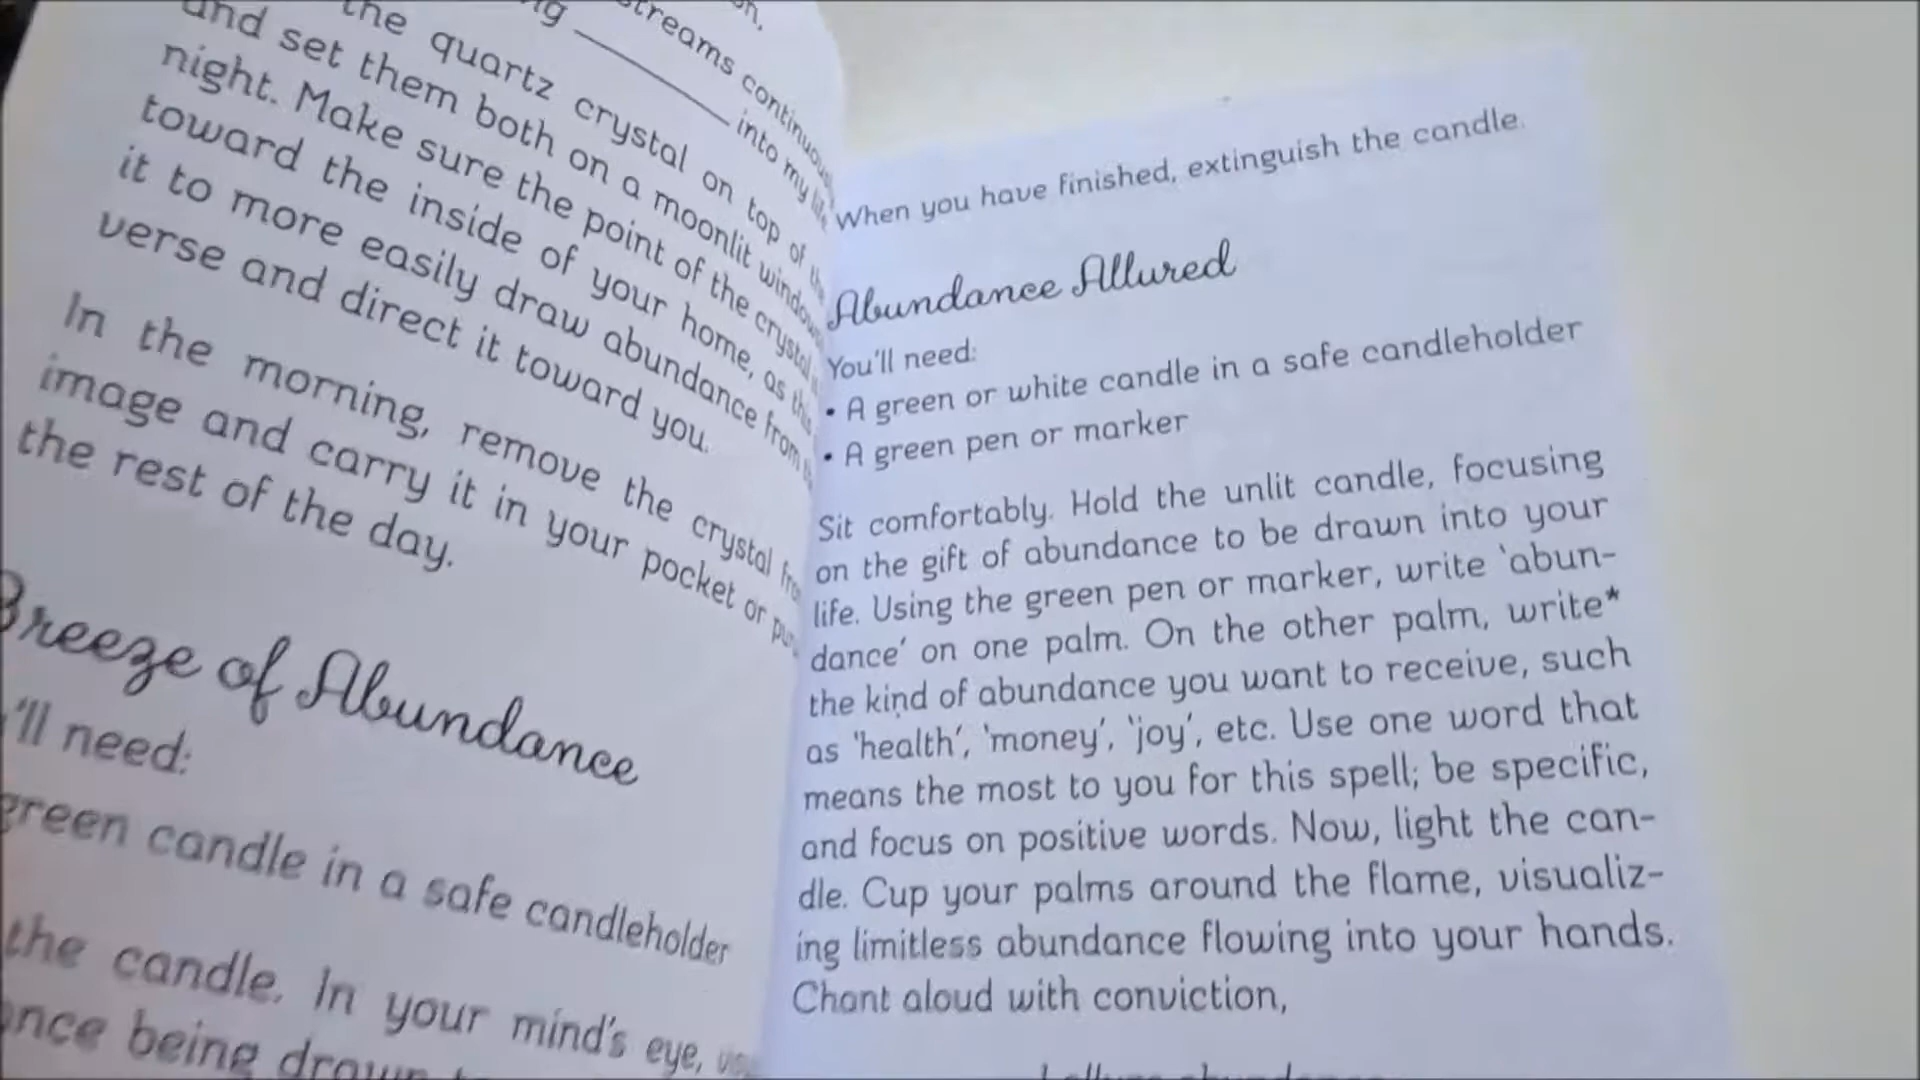 streams continuous
into my
the quartz crystal on top of
and set them both on a moonlit
night. Make sure the point of the crystal
toward the inside of your home, as this
it to more easily draw abundance from
verse and direct it toward you.
In the morning, remove the crystal
image and carry it in your pocket or
the rest of the day.
Breeze of Abundance
'll need:
green candle in a safe candleholder
the candle. In your mind's eye,
being
When you have finished, extinguish the candle.
Abundance Allured
You'll need:
• A green or white candle in a safe candleholder
• A green pen or marker
Sit comfortably. Hold the unlit candle, focusing
on the gift of abundance to be drawn into your
life. Using the green pen or marker, write 'abun-
dance' on one palm. On the other palm, write*
the kind of abundance you want to receive, such
as 'health', 'money', 'joy', etc. Use one word that
means the most to you for this spell; be specific,
and focus on positive words. Now, light the can-
dle. Cup your palms around the flame, visualiz-
ing limitless abundance flowing into your hands.
Chant aloud with conviction,